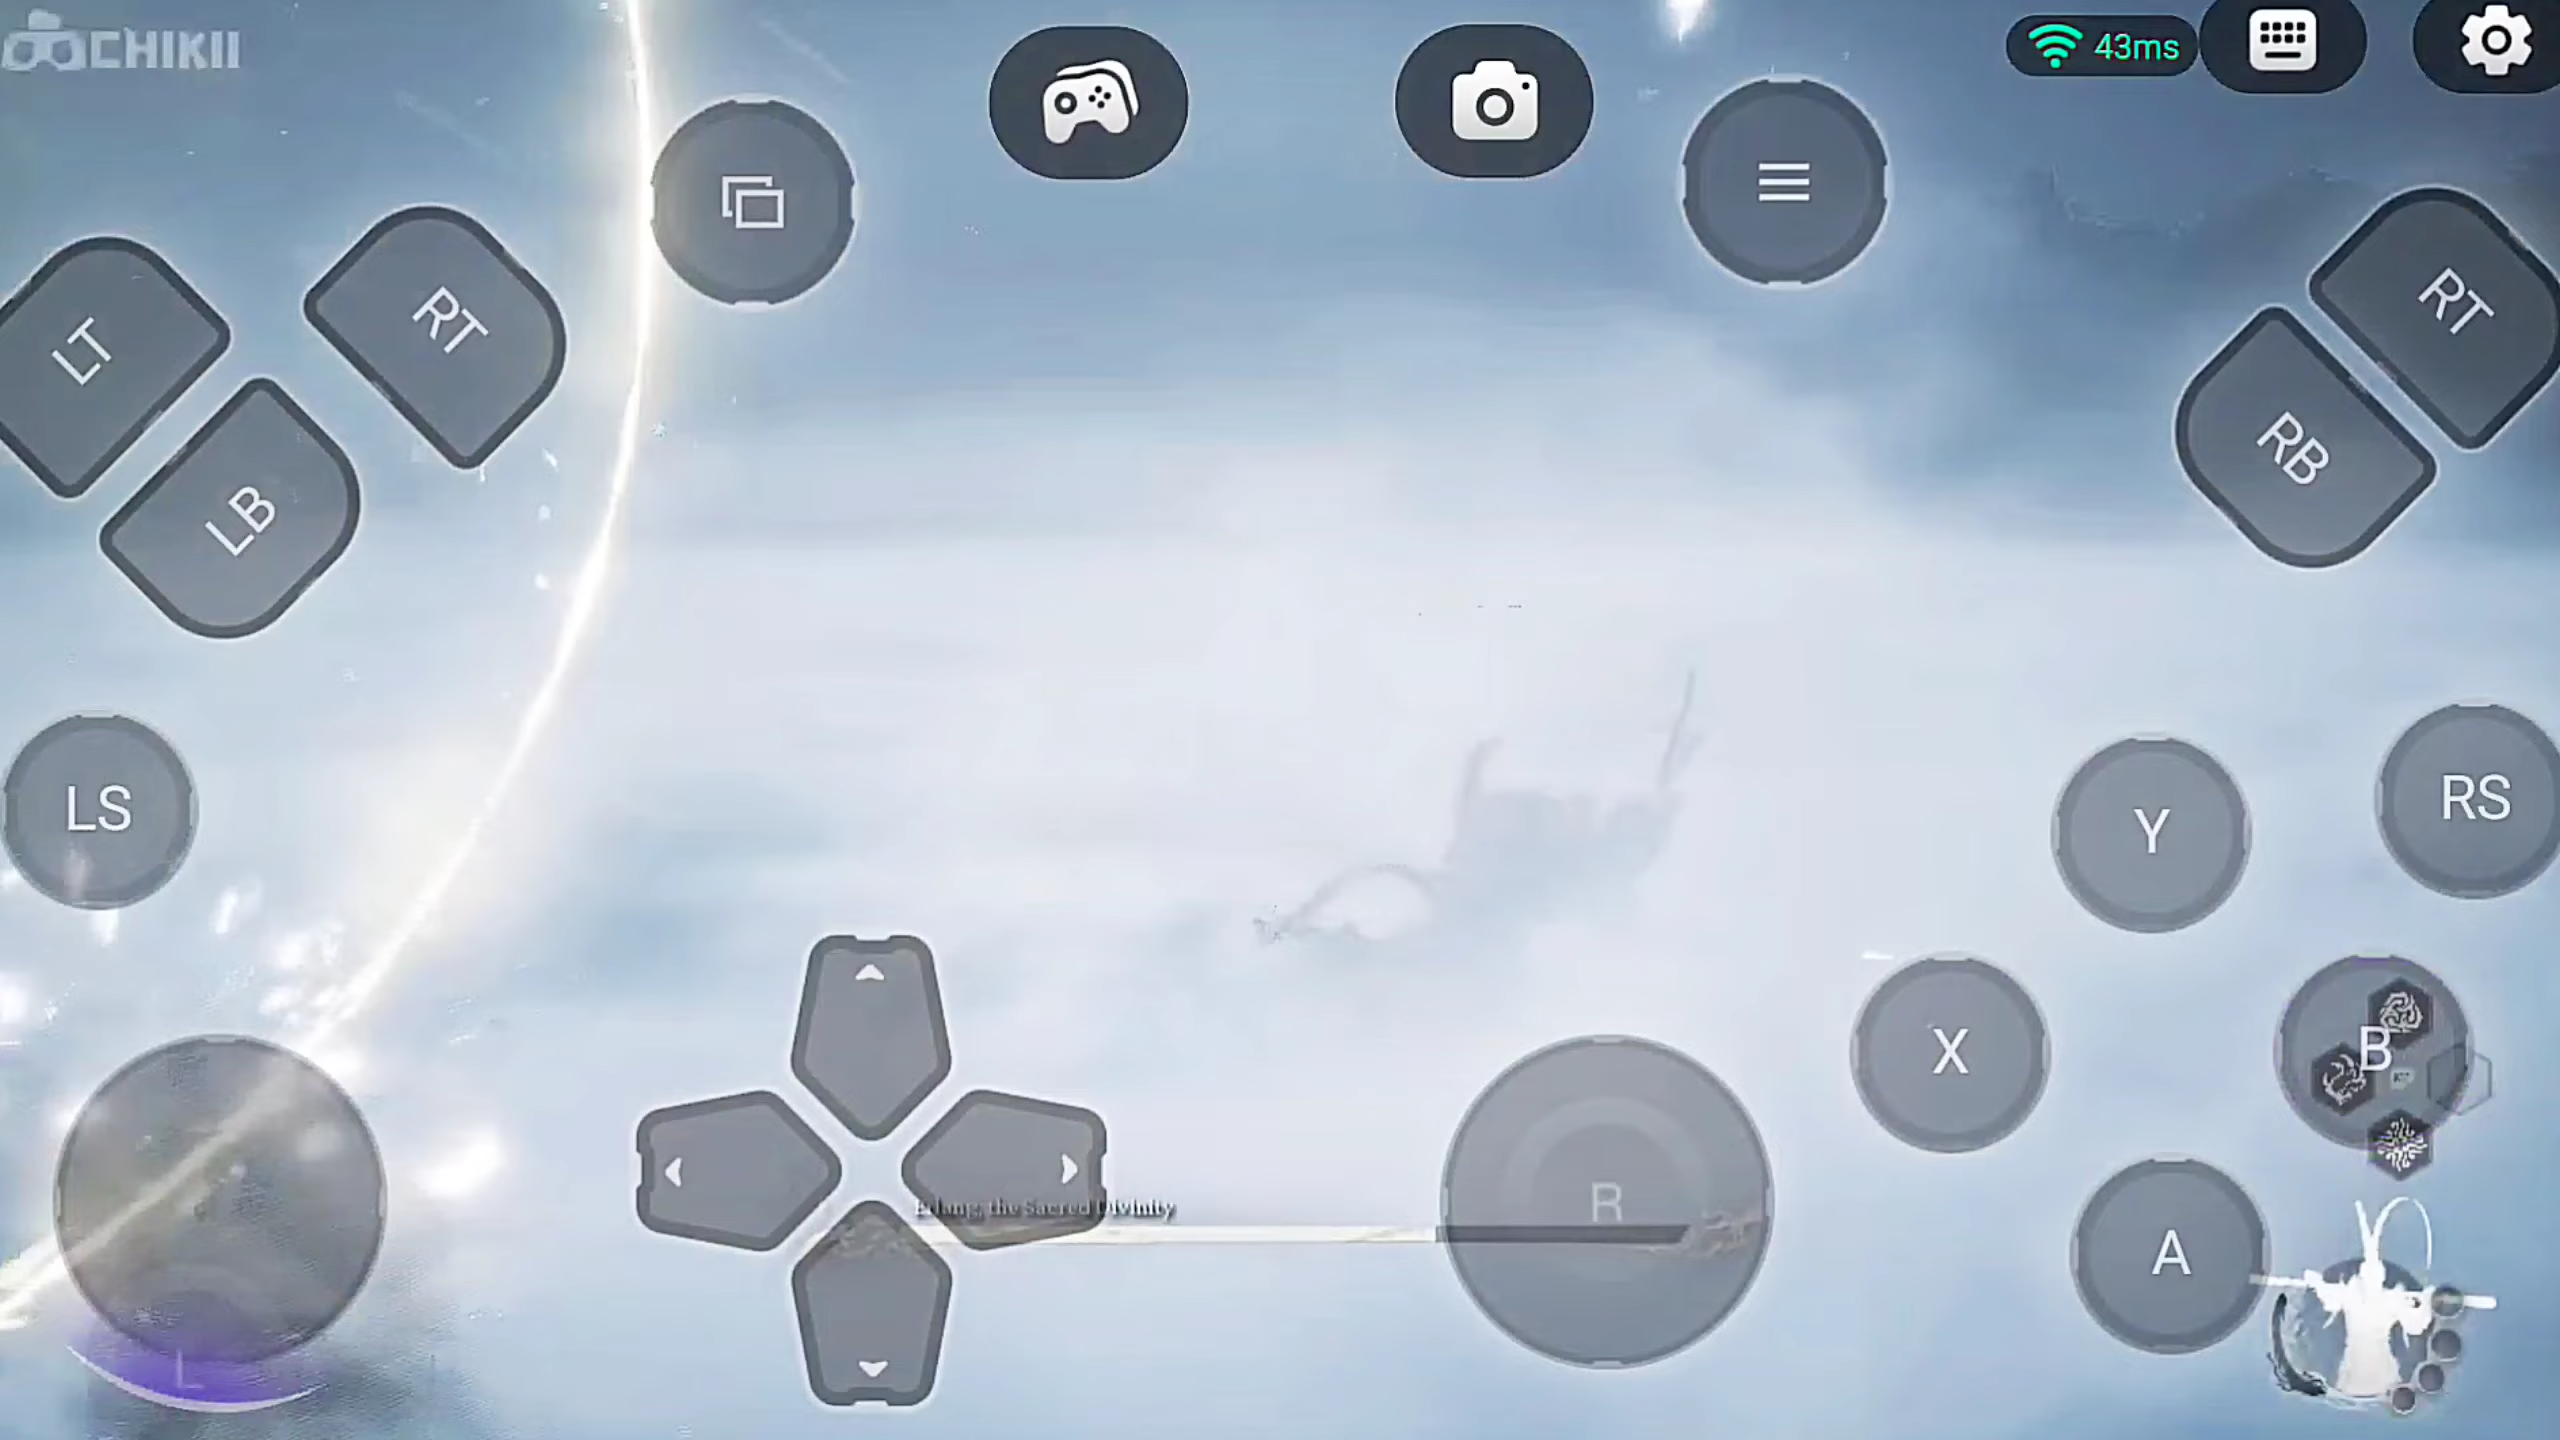 CHIKII
43ms
LT
RT
RT
LB
RB
LS
Y
RS
X
B
Erlang, the Sacred Divinity
R
A
L